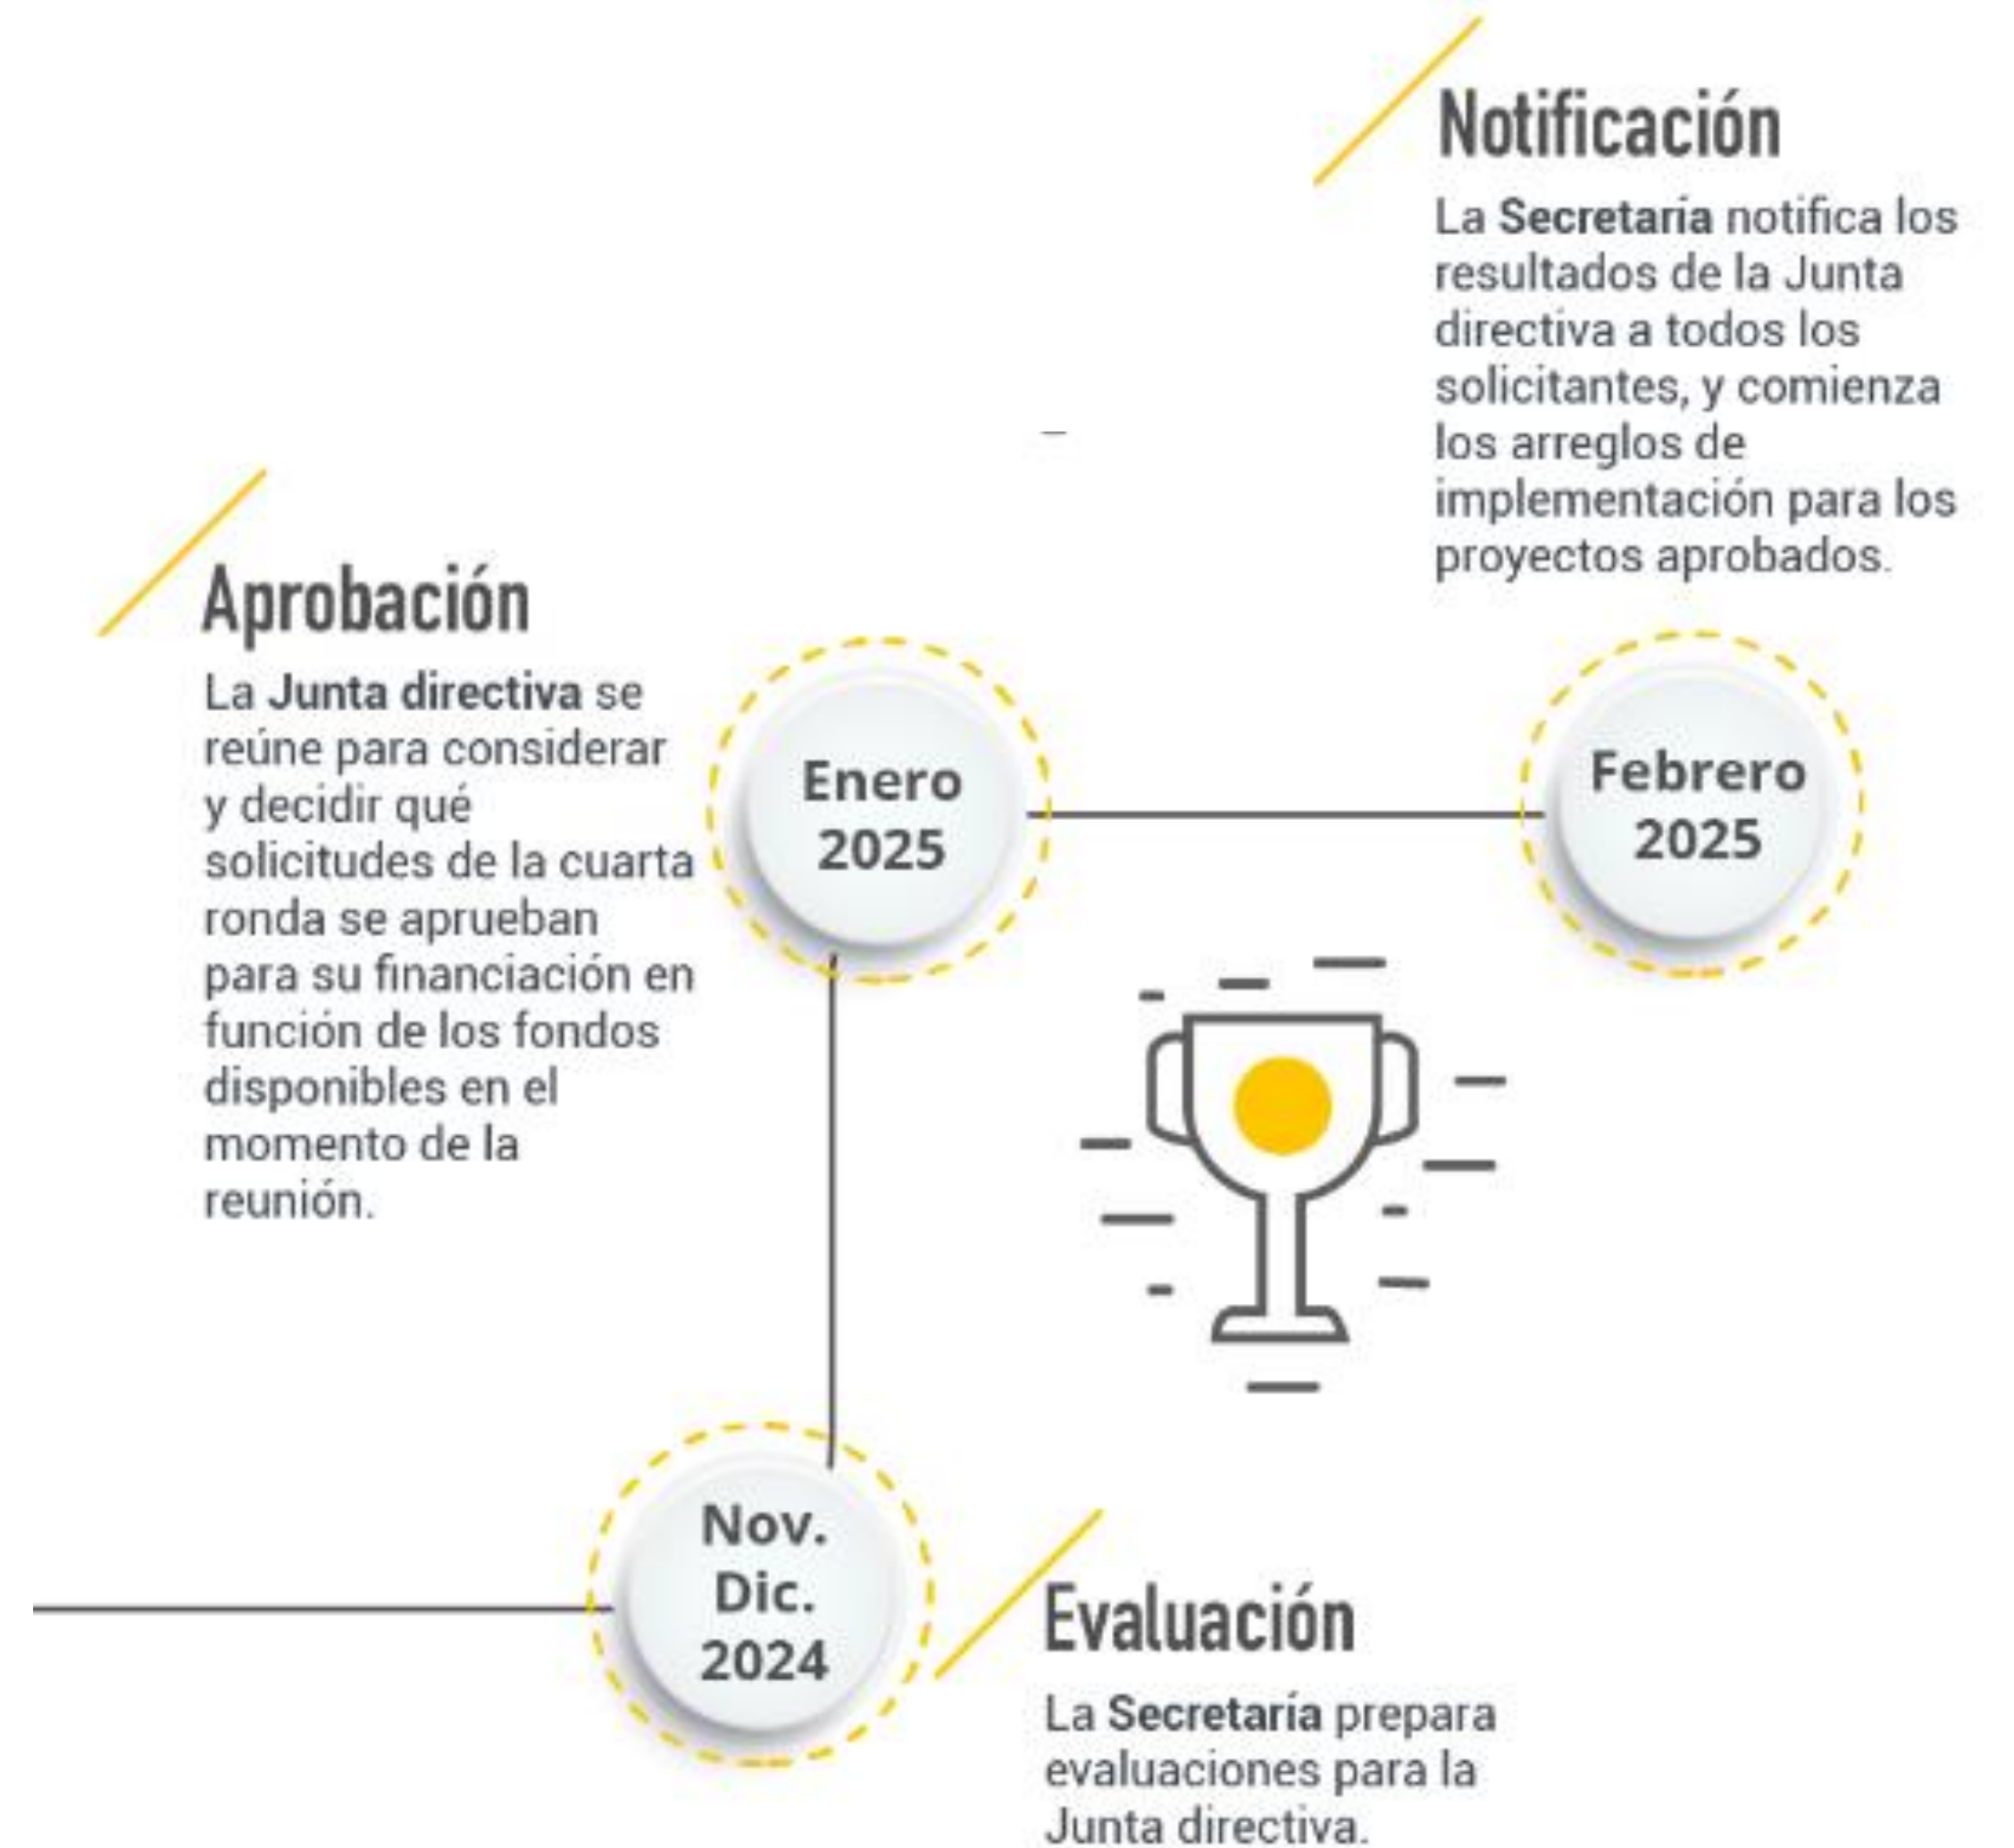 Notificación
La Secretaría notifica los
resultados de la Junta
directiva a todos los
solicitantes, y comienza
los arreglos de
implementación para los
proyectos aprobados.
Aprobación
La Junta directiva se
reúne para considerar
y decidir qué
solicitudes de la cuarta
ronda se aprueban
para su financiación en
función de los fondos
disponibles en el
momento de la
reunión.
Enero
2025
Febrero
2025
Nov.
Dic.
2024
Evaluación
La Secretaría prepara
evaluaciones para la
Junta directiva.